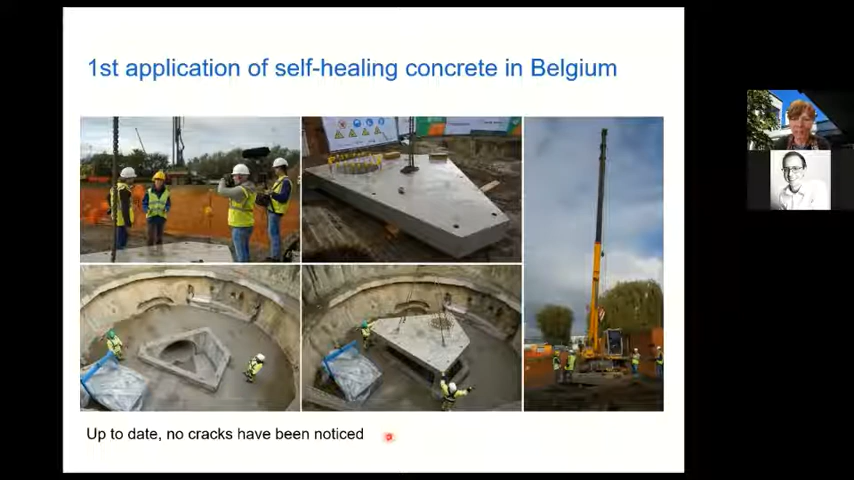 1st application of self-healing concrete in Belgium
Up to date, no cracks have been noticed